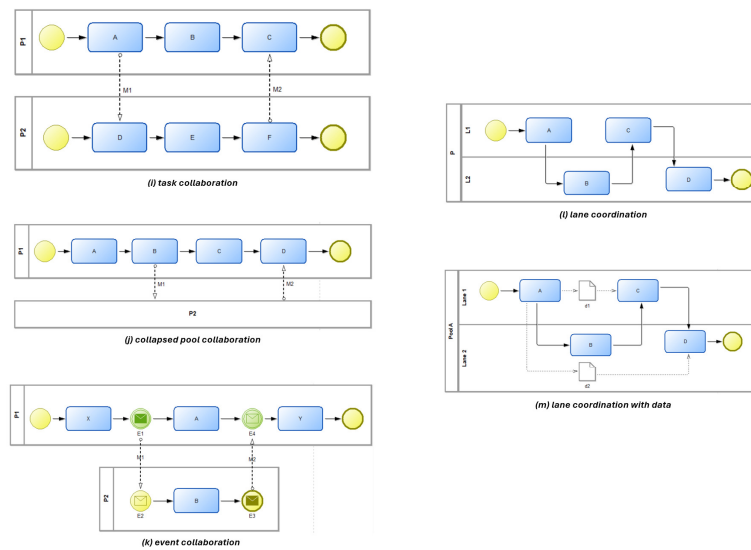 P1
A
B
C
M1
M2
P2
D
E
F
(i) task collaboration
P1
A
B
C
D
M1
M2
P2
(j) collapsed pool collaboration
P1
X
E1
A
E4
Y
M1
M2
P2
E2
B
E3
(k) event collaboration
P
L1
A
C
L2
B
D
(l) lane coordination
Pool A
Lane 1
A
d1
C
Lane 2
B
D
d2
(m) lane coordination with data